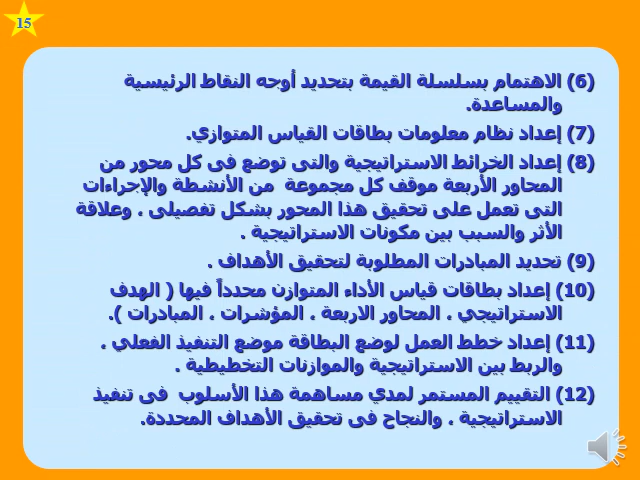 15
(6) الاهتمام بسلسلة القيمة بتحديد أوجه النقاط الرئيسية
والمساعدة.
(7) إعداد نظام معلومات بطاقات القياس المتوازي.
(8) إعداد الخرائط الاستراتيجية والتى توضع فى كل محور من
المحاور الأربعة موقف كل مجموعة من الأنشطة والإجراءات
التى تعمل على تحقيق هذا المحور بشكل تفصيلى ، وعلاقة
الأثر والسبب بين مكونات الاستراتيجية .
(9) تحديد المبادرات المطلوبة لتحقيق الأهداف .
(10) إعداد بطاقات قياس الأداء المتوازن محدداً فيها ( الهدف
الاستراتيجي ، المحاور الاربعة ، المؤشرات ، المبادرات ).
(11) إعداد خطط العمل لوضع البطاقة موضع التنفيذ الفعلي ،
والربط بين الاستراتيجية والموازنات التخطيطية .
(12) التقييم المستمر لمدي مساهمة هذا الأسلوب فى تنفيذ
الاستراتيجية ، والنجاح فى تحقيق الأهداف المحددة.